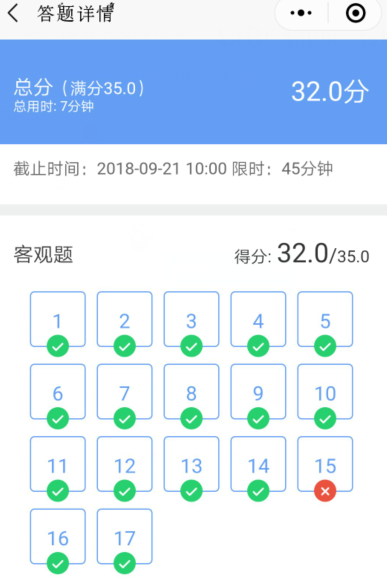 答题详情
总分（满分35.0）
32.0分
总用时: 7分钟
截止时间：2018-09-21 10:00 限时：45分钟
客观题
得分: 32.0/35.0
1 2 3 4 5
6 7 8 9 10
11 12 13 14 15
16 17